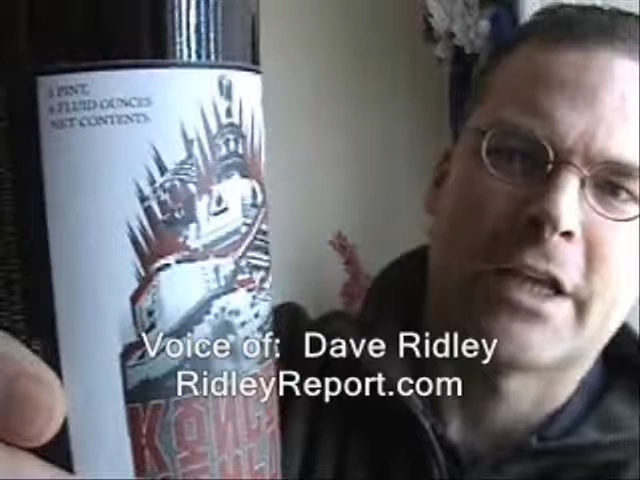 1 PINT,
6 FLUID OUNCES
NET CONTENTS
Voice of: Dave Ridley
RidleyReport.com